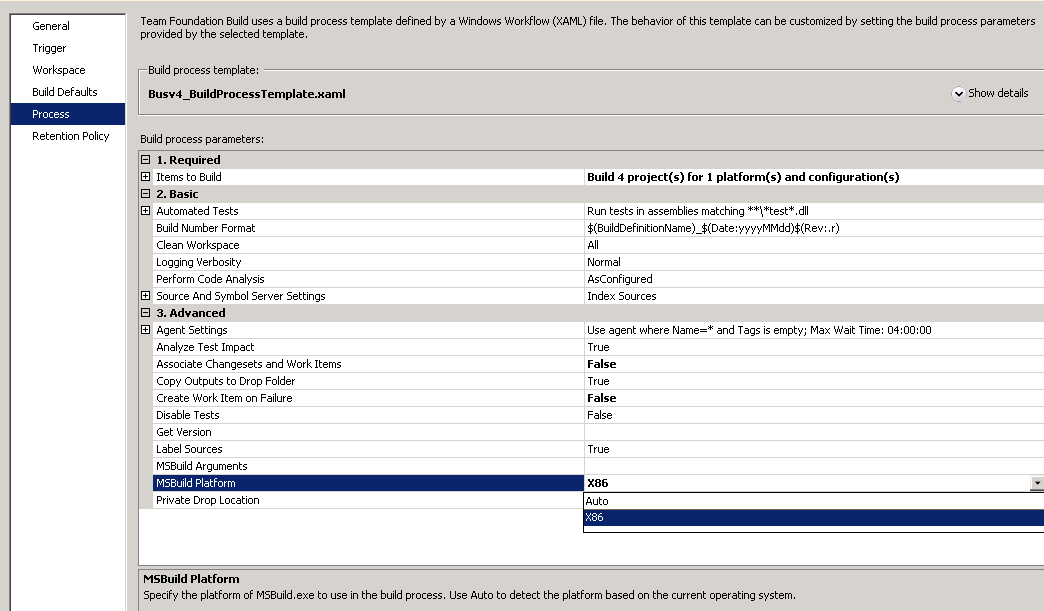 General
Trigger
Workspace
Build Defaults
Process
Retention Policy
Team Foundation Build uses a build process template defined by a Windows Workflow (XAML) file. The behavior of this template can be customized by setting the build process parameters
provided by the selected template.
Build process template:
Busv4_BuildProcessTemplate.xaml
Show details
Build process parameters:
1. Required
Items to Build Build 4 project(s) for 1 platform(s) and configuration(s)
2. Basic
Automated Tests Run tests in assemblies matching **\*test*.dll
Build Number Format $(BuildDefinitionName)_$(Date:yyyyMMdd)$(Rev:.r)
Clean Workspace All
Logging Verbosity Normal
Perform Code Analysis AsConfigured
Source And Symbol Server Settings Index Sources
3. Advanced
Agent Settings Use agent where Name=* and Tags is empty; Max Wait Time: 04:00:00
Analyze Test Impact True
Associate Changesets and Work Items False
Copy Outputs to Drop Folder True
Create Work Item on Failure False
Disable Tests False
Get Version
Label Sources True
MSBuild Arguments
MSBuild Platform X86
Private Drop Location
Auto
X86
MSBuild Platform
Specify the platform of MSBuild.exe to use in the build process. Use Auto to detect the platform based on the current operating system.